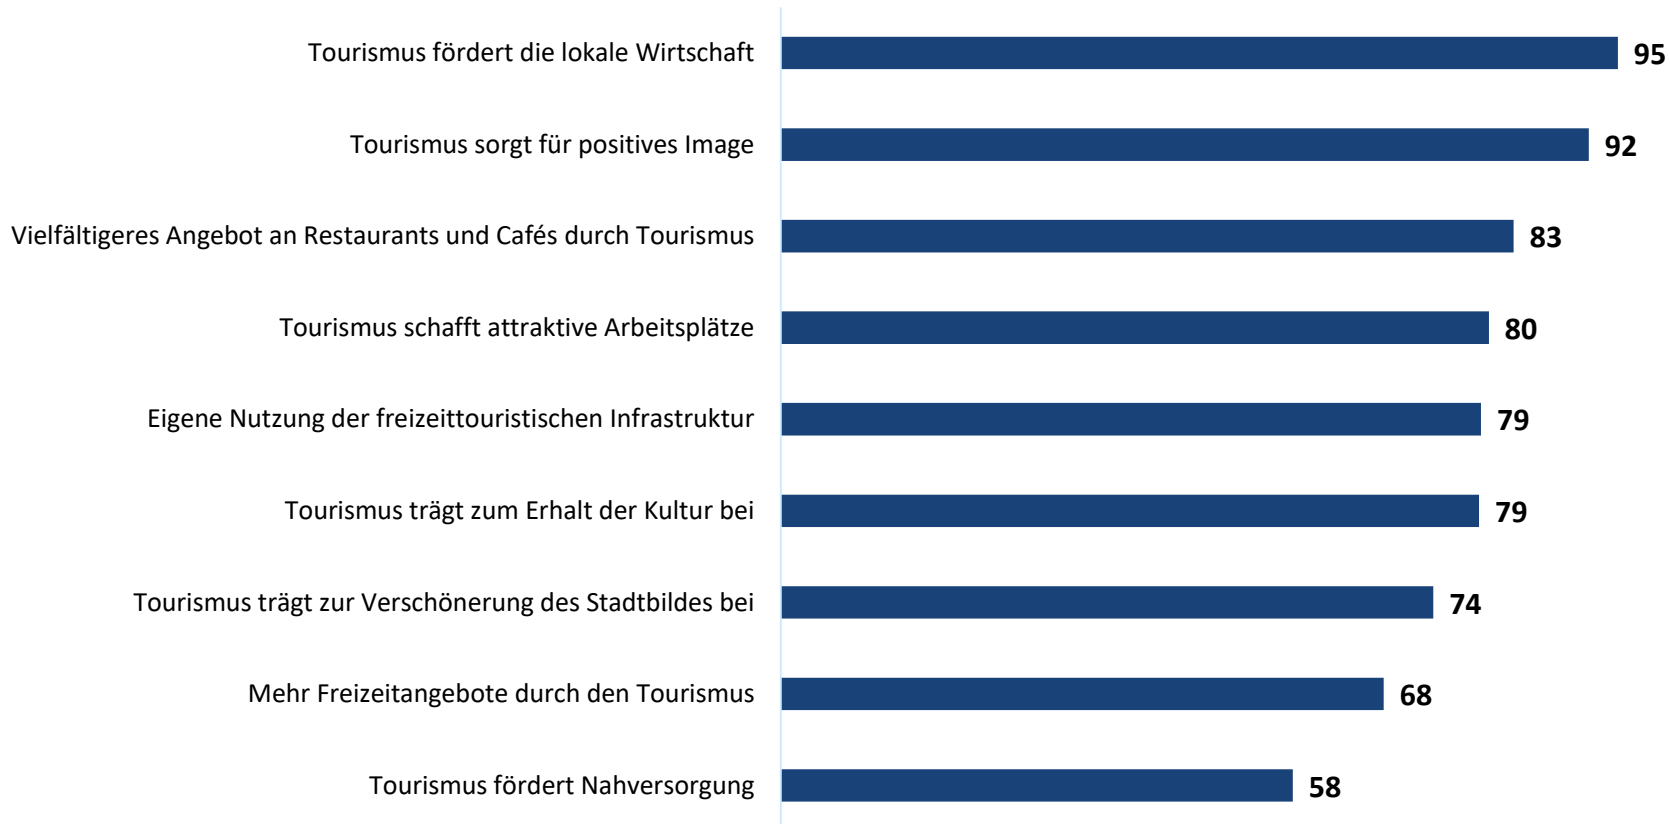 Tourismus fördert die lokale Wirtschaft 95
Tourismus sorgt für positives Image 92
Vielfältigeres Angebot an Restaurants und Cafés durch Tourismus 83
Tourismus schafft attraktive Arbeitsplätze 80
Eigene Nutzung der freizeittouristischen Infrastruktur 79
Tourismus trägt zum Erhalt der Kultur bei 79
Tourismus trägt zur Verschönerung des Stadtbildes bei 74
Mehr Freizeitangebote durch den Tourismus 68
Tourismus fördert Nahversorgung 58